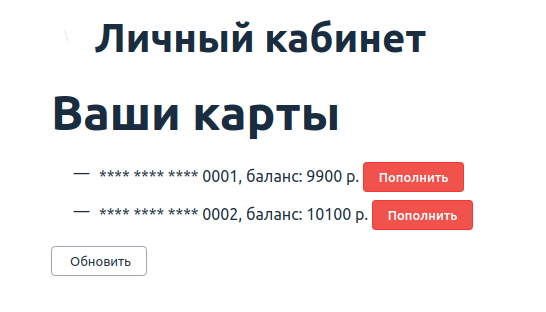 Личный кабинет
Ваши карты
— **** **** **** 0001, баланс: 9900 р. Пополнить
— **** **** **** 0002, баланс: 10100 р. Пополнить
Обновить